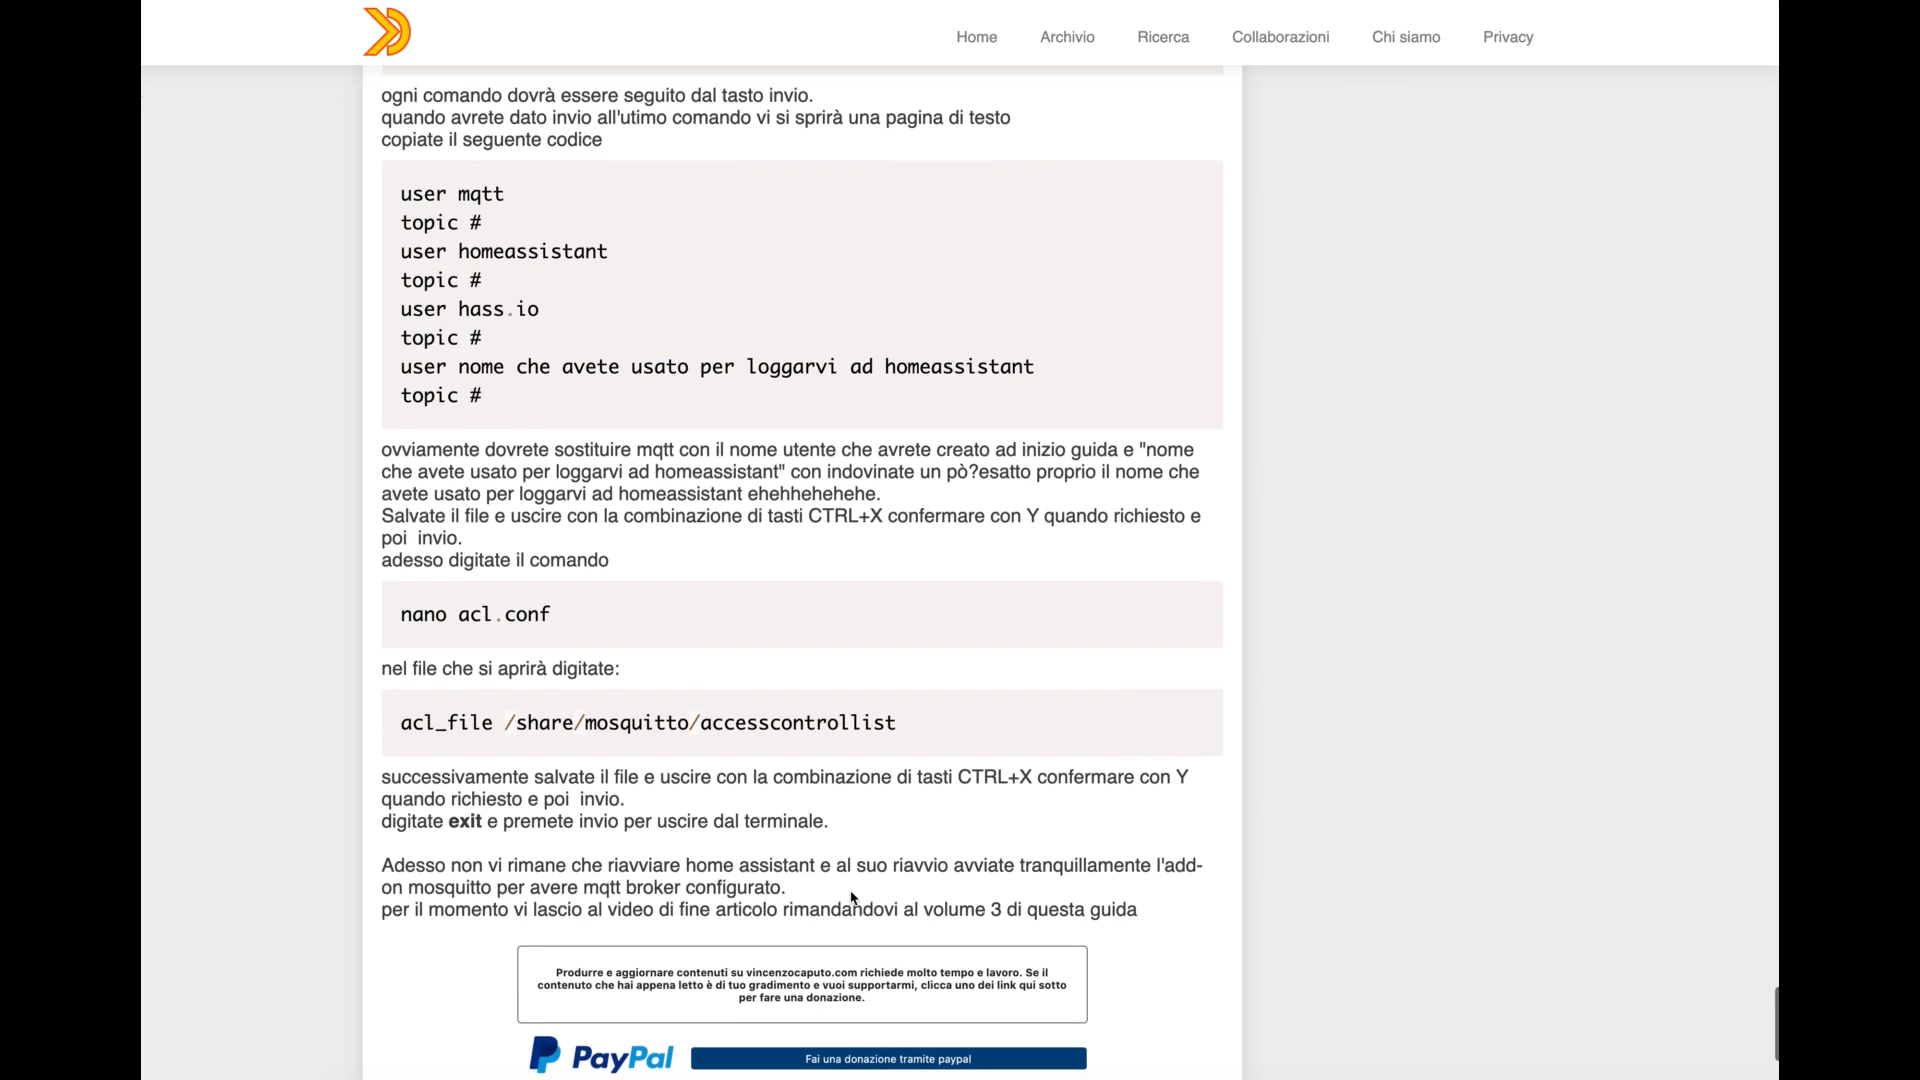 Home Archivio Ricerca Collaborazioni Chi siamo Privacy
ogni comando dovrà essere seguito dal tasto invio.
quando avrete dato invio all'utimo comando vi si sprirà una pagina di testo
copiate il seguente codice
user mqtt
topic #
user homeassistant
topic #
user hass.io
topic #
user nome che avete usato per loggarvi ad homeassistant
topic #
ovviamente dovrete sostituire mqtt con il nome utente che avrete creato ad inizio guida e "nome
che avete usato per loggarvi ad homeassistant" con indovinate un pò?esatto proprio il nome che
avete usato per loggarvi ad homeassistant ehehhehehehe.
Salvate il file e uscire con la combinazione di tasti CTRL+X confermare con Y quando richiesto e
poi  invio.
adesso digitate il comando
nano acl.conf
nel file che si aprirà digitate:
acl_file /share/mosquitto/accesscontrollist
successivamente salvate il file e uscire con la combinazione di tasti CTRL+X confermare con Y
quando richiesto e poi  invio.
digitate exit e premete invio per uscire dal terminale.
Adesso non vi rimane che riavviare home assistant e al suo riavvio avviate tranquillamente l'add-
on mosquitto per avere mqtt broker configurato.
per il momento vi lascio al video di fine articolo rimandandovi al volume 3 di questa guida
Produrre e aggiornare contenuti su vincenzocaputo.com richiede molto tempo e lavoro. Se il
contenuto che hai appena letto è di tuo gradimento e vuoi supportarmi, clicca uno dei link qui sotto
per fare una donazione.
PayPal Fai una donazione tramite paypal